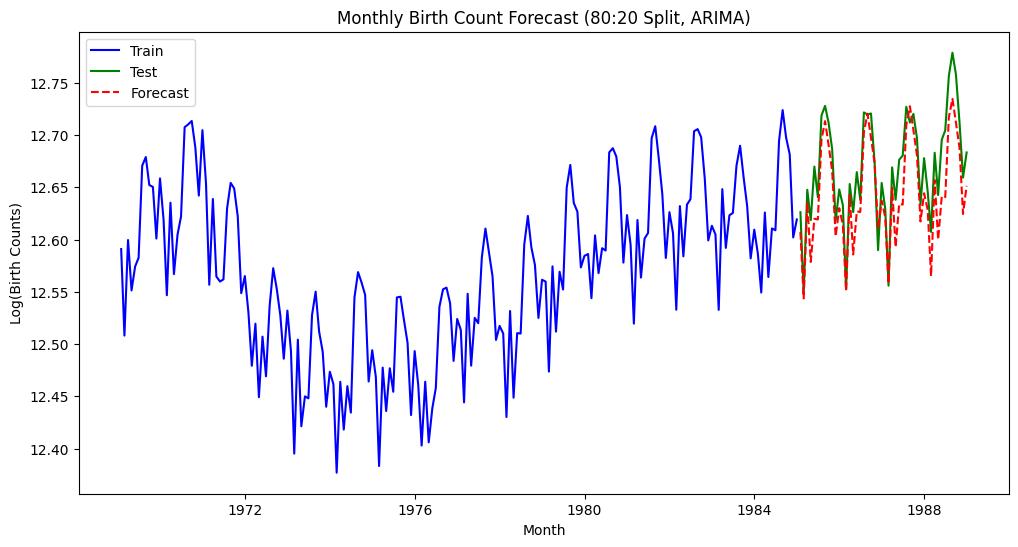 Monthly Birth Count Forecast (80:20 Split, ARIMA)
Train
Test
Forecast
12.75
12.70
12.65
12.60
12.55
12.50
12.45
12.40
Log(Birth Counts)
1972
1976
1980
1984
1988
Month